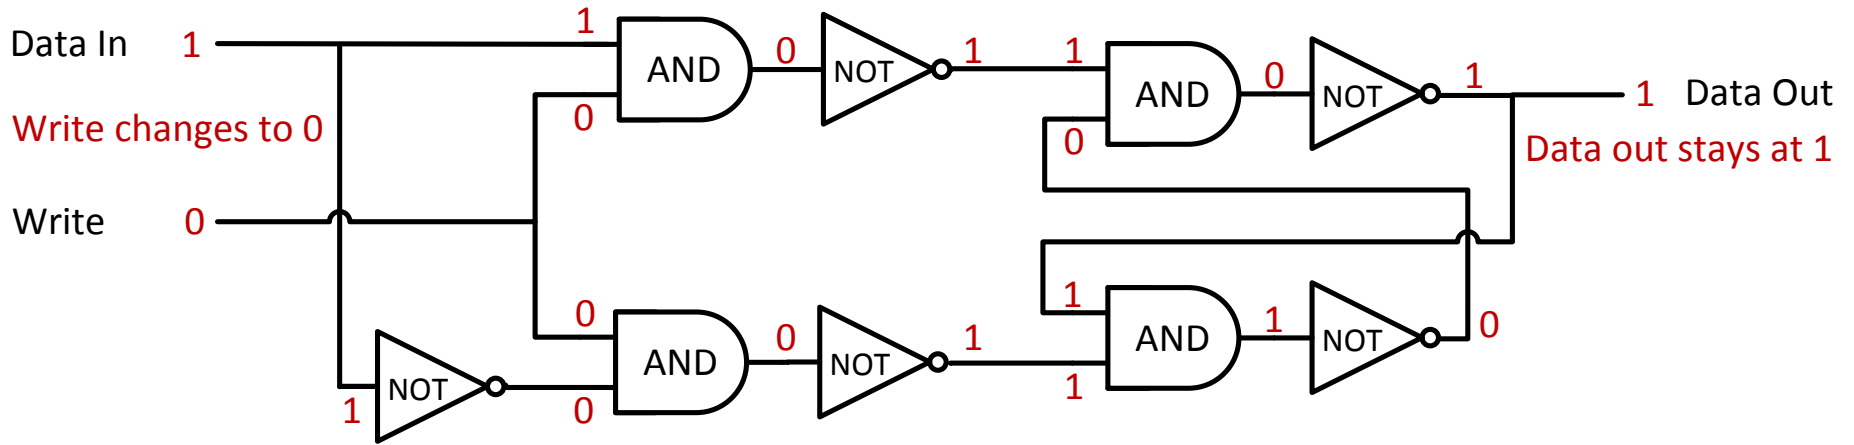 Data In 1 1 AND 0 NOT 1 1 AND 0 NOT 1 1 Data Out
Write changes to 0 0 0 Data out stays at 1
Write 0
0 AND 0 NOT 1 1 AND 1 NOT 0
1 NOT 0 1